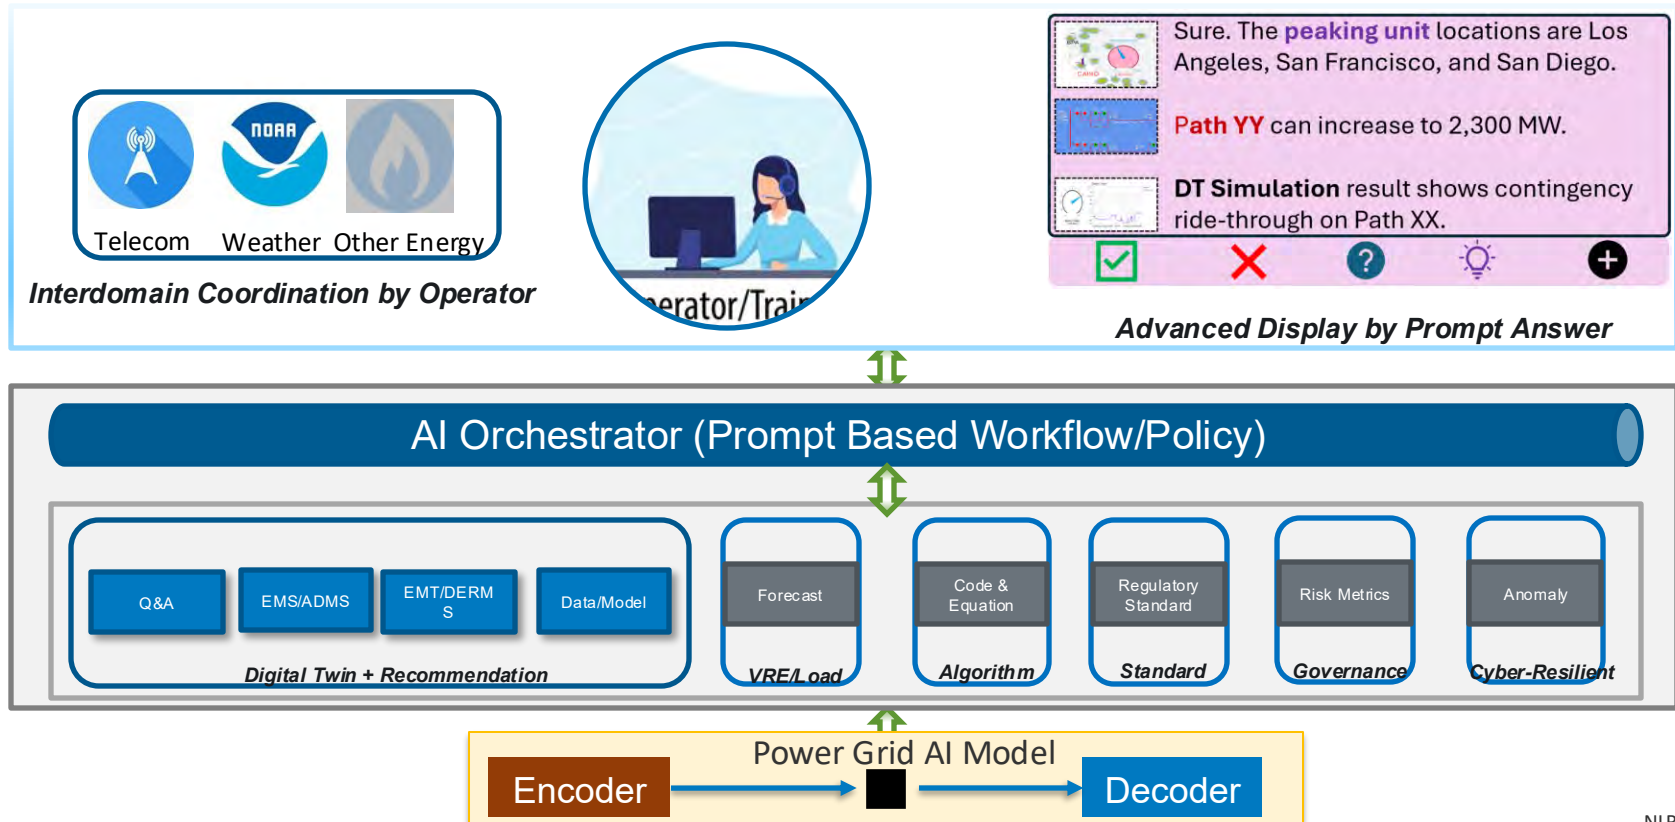 Sure. The peaking unit locations are Los
Angeles, San Francisco, and San Diego.
Path YY can increase to 2,300 MW.
DT Simulation result shows contingency
ride-through on Path XX.
NOAA
Telecom
Weather
Other Energy
Interdomain Coordination by Operator
erator/Train
?
Advanced Display by Prompt Answer
AI Orchestrator (Prompt Based Workflow/Policy)
Q&A
EMS/ADMS
EMT/DERM
S
Data/Model
Digital Twin + Recommendation
Forecast
VRE/Load
Code &
Equation
Algorithm
Regulatory
Standard
Standard
Risk Metrics
Governance
Anomaly
Cyber-Resilient
Power Grid AI Model
Encoder
Decoder